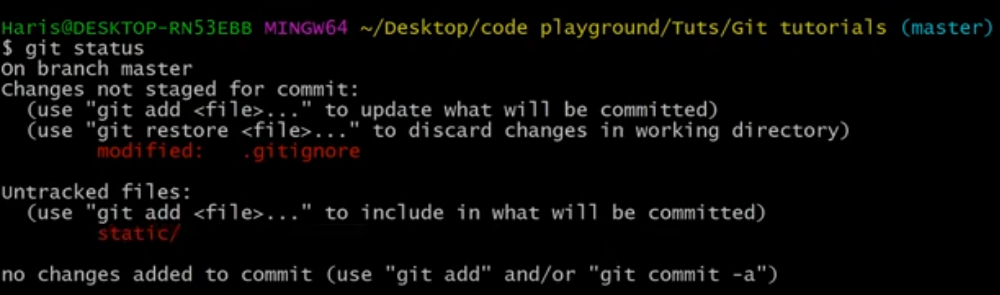 Haris@DESKTOP-RN53EBB MINGW64 ~/Desktop/code playground/Tuts/Git tutorials (master)
$ git status
On branch master
Changes not staged for commit:
  (use "git add <file>..." to update what will be committed)
  (use "git restore <file>..." to discard changes in working directory)
        modified:   .gitignore

Untracked files:
  (use "git add <file>..." to include in what will be committed)
        static/

no changes added to commit (use "git add" and/or "git commit -a")